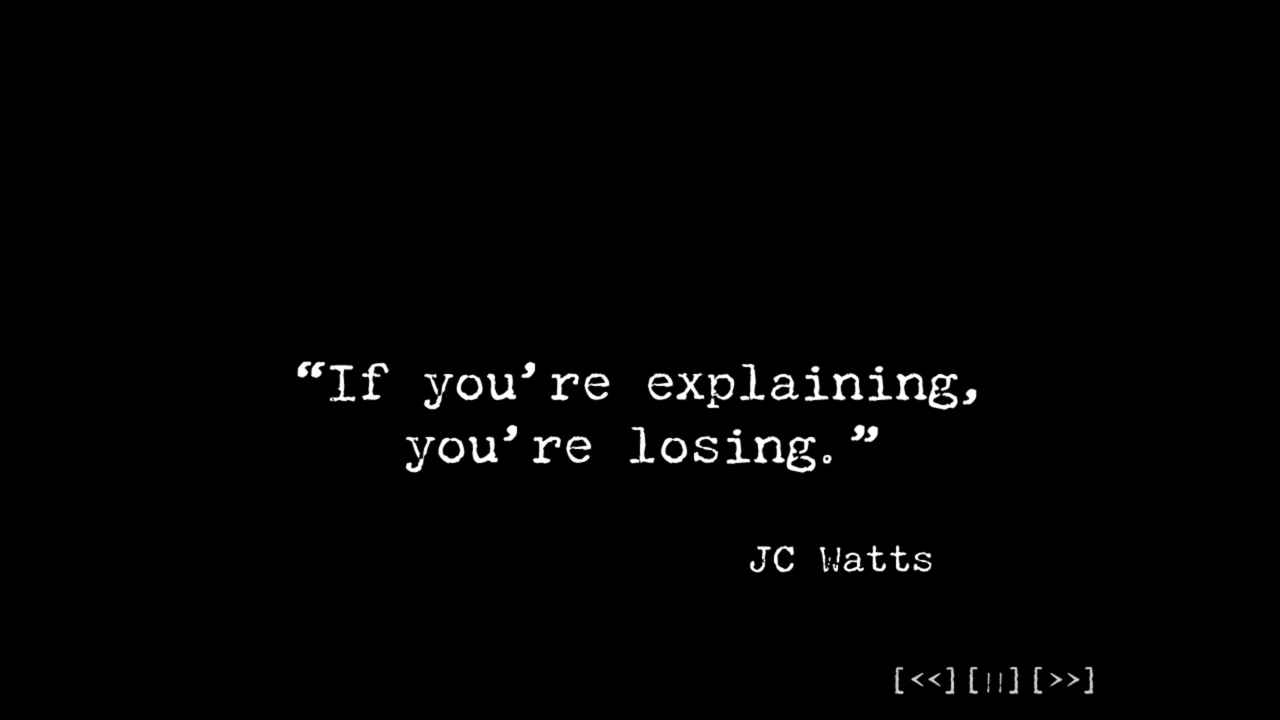 “If you’re explaining,
you’re losing.”
JC Watts
[<<][||][>>]